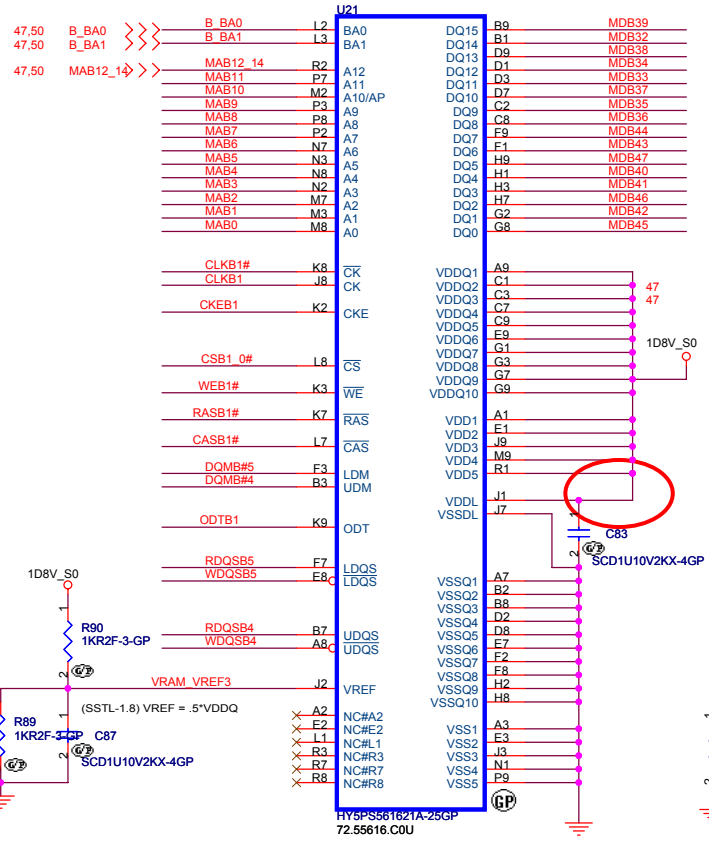 U21
47,50 B_BA0 B_BA0 L2 BA0 DQ15 B9 MDB39
47,50 B_BA1 B_BA1 L3 BA1 DQ14 B1 MDB32
DQ13 D9 MDB38
47,50 MAB12_14 MAB12_14 R2 A12 DQ12 D1 MDB34
MAB11 P7 A11 DQ11 D3 MDB33
MAB10 M2 A10/AP DQ10 D7 MDB37
MAB9 P3 A9 DQ9 C2 MDB35
MAB8 P8 A8 DQ8 C8 MDB36
MAB7 P2 A7 DQ7 F9 MDB44
MAB6 N7 A6 DQ6 F1 MDB43
MAB5 N3 A5 DQ5 H9 MDB47
MAB4 N8 A4 DQ4 H1 MDB40
MAB3 N2 A3 DQ3 H3 MDB41
MAB2 M7 A2 DQ2 H7 MDB46
MAB1 M3 A1 DQ1 G2 MDB42
MAB0 M8 A0 DQ0 G8 MDB45
CLKB1# K8 CK VDDQ1 A9
CLKB1 J8 CK VDDQ2 C1 47
VDDQ3 C3 47
CKEB1 K2 CKE VDDQ4 C7
VDDQ5 C9
VDDQ6 E9
VDDQ7 G1 1D8V_S0
CSB1_0# L8 CS VDDQ8 G3
VDDQ9 G7
WEB1# K3 WE VDDQ10 G9
RASB1# K7 RAS VDD1 A1
VDD2 E1
CASB1# L7 CAS VDD3 J9
VDD4 M9
DQMB#5 F3 LDM VDD5 R1
DQMB#4 B3 UDM
VDDL J1
VSSDL J7 1
ODTB1 K9 ODT
C83
2 GP
SCD1U10V2KX-4GP
RDQSB5 F7 LDQS
1D8V_S0 WDQSB5 E8 LDQS VSSQ1 A7
VSSQ2 B2
1 VSSQ3 B8
R90 VSSQ4 D2
1KR2F-3-GP RDQSB4 B7 UDQS VSSQ5 D8
WDQSB4 A8 UDQS VSSQ6 E7
VSSQ7 F2
2 GP VSSQ8 F8
VRAM_VREF3 J2 VREF VSSQ9 H2
VSSQ10 H8
(SSTL-1.8) VREF = .5*VDDQ
1 A2 NC#A2
R89 E2 NC#E2 VSS1 A3
1KR2F-3-GP C87 L1 NC#L1 VSS2 E3
2 GP R3 NC#R3 VSS3 J3
GP SCD1U10V2KX-4GP R7 NC#R7 VSS4 N1
R8 NC#R8 VSS5 P9
GP
HY5PS561621A-25GP
72.55616.C0U
1
2